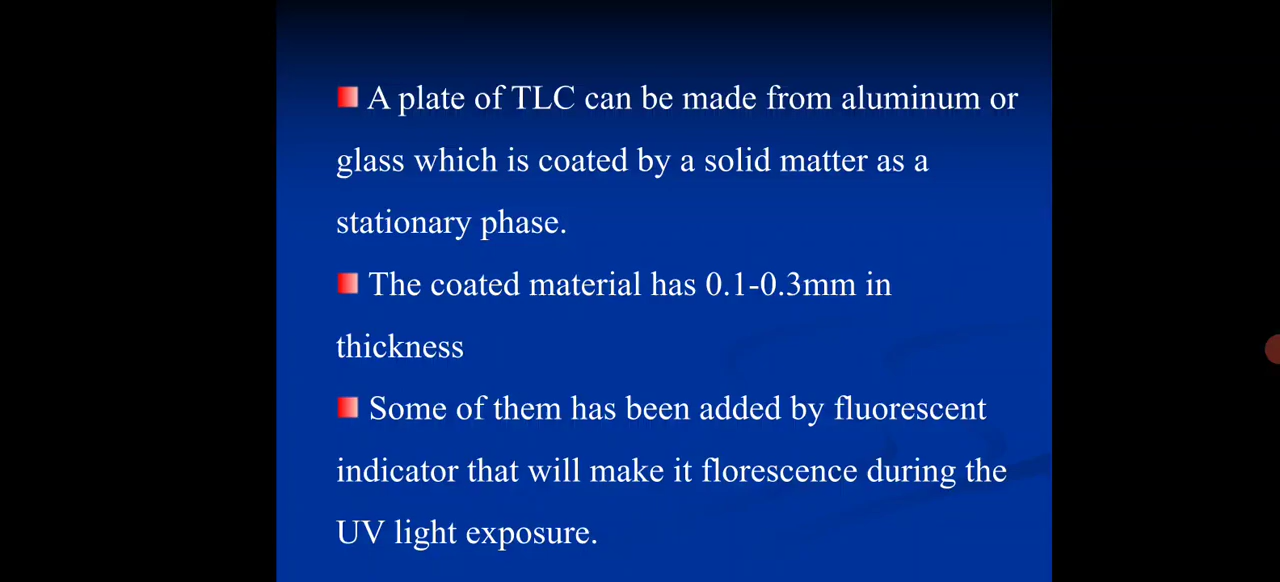 A plate of TLC can be made from aluminum or
glass which is coated by a solid matter as a
stationary phase.
The coated material has 0.1-0.3mm in
thickness
Some of them has been added by fluorescent
indicator that will make it florescence during the
UV light exposure.